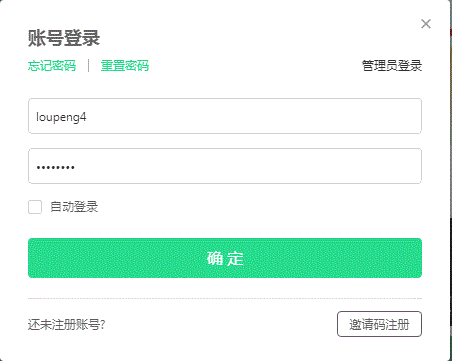 账号登录
忘记密码 | 重置密码 管理员登录
loupeng4
••••••••
自动登录
确 定
还未注册账号? 邀请码注册